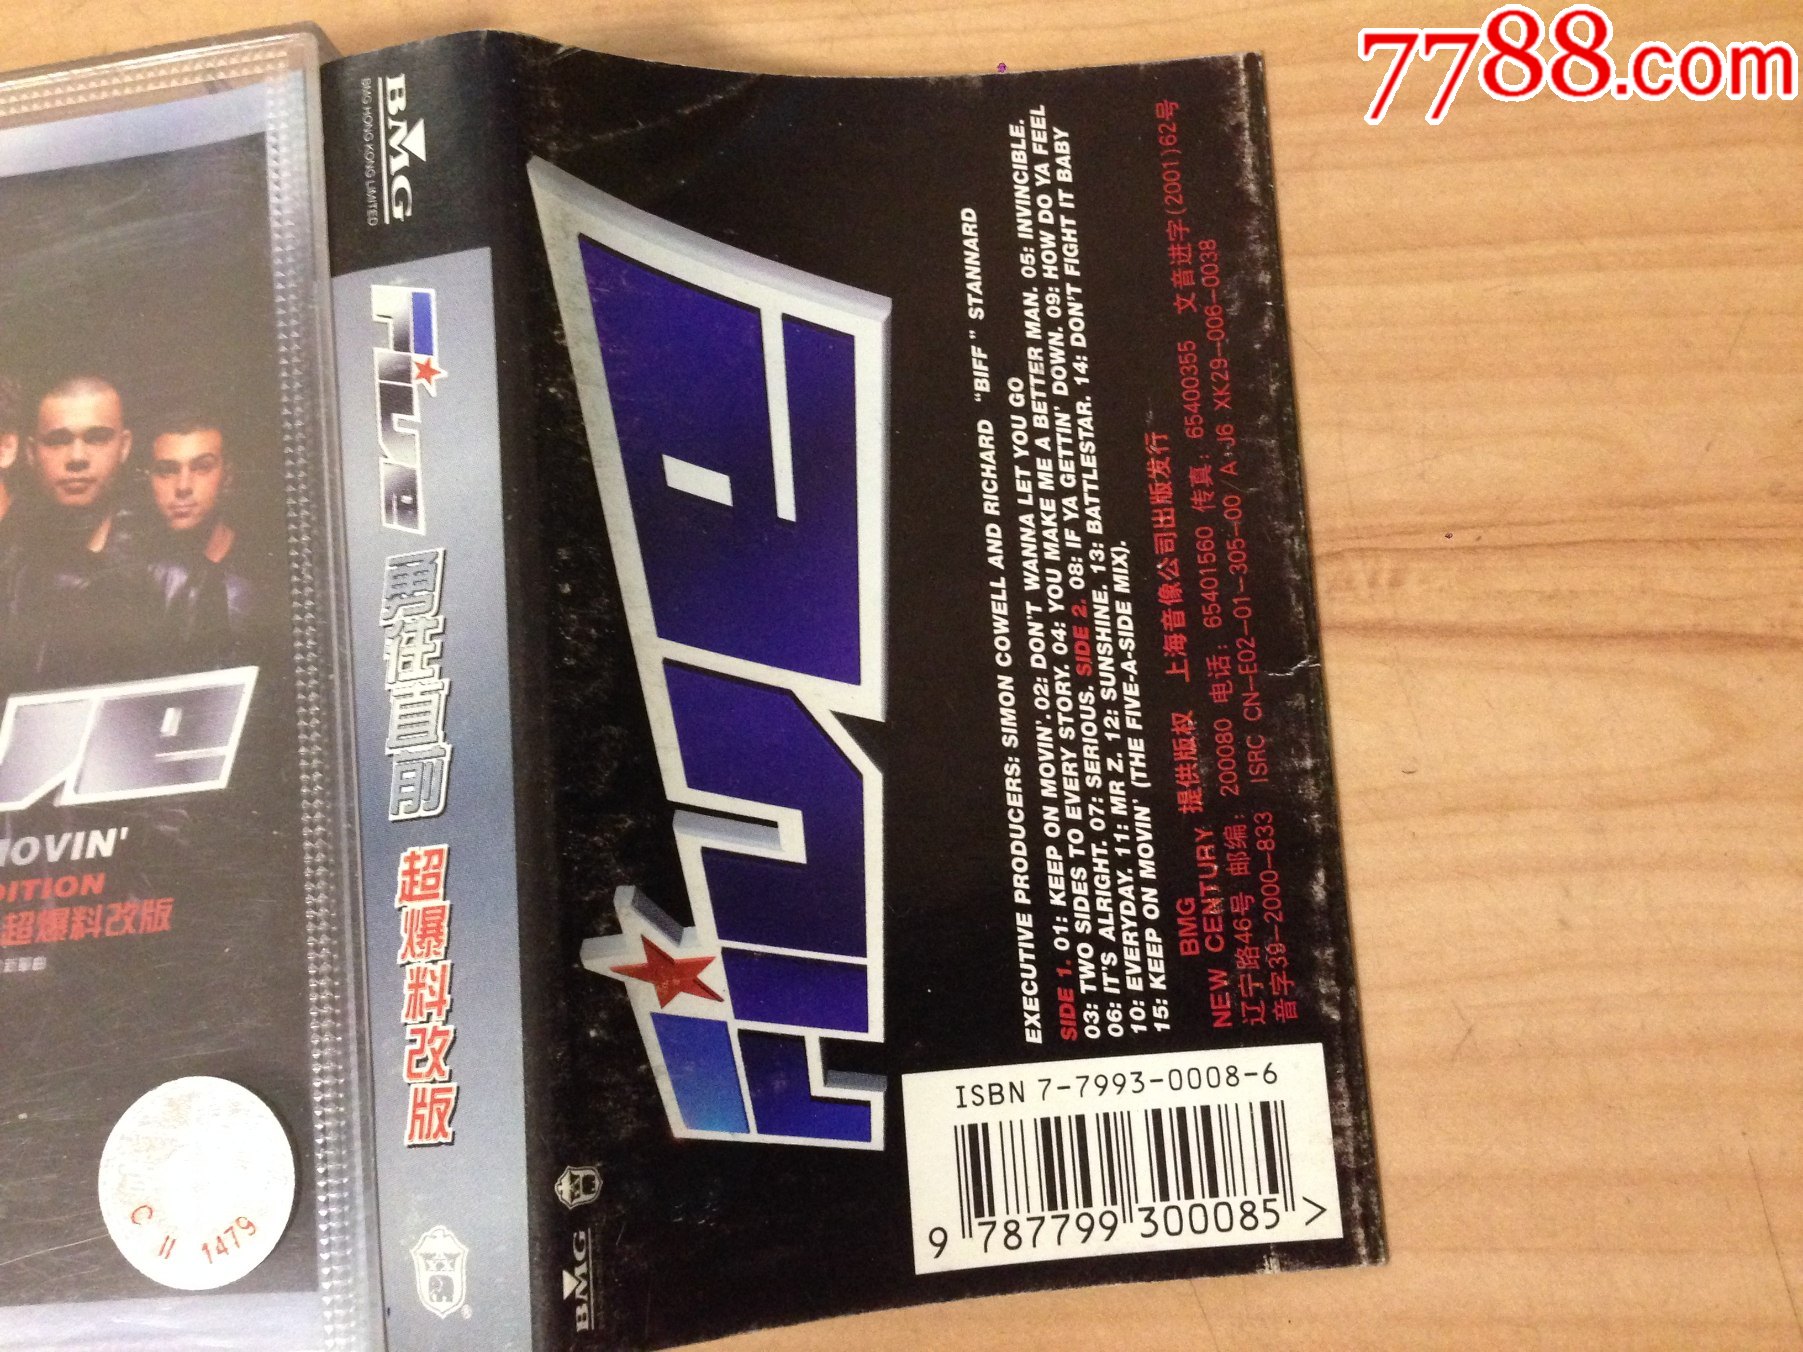 7788.com
MOVIN'
EDITION
超爆料改版
C II 1479
BMG
BMG HONG KONG LIMITED
Five
勇往直前
超爆料改版
BMG
Five
EXECUTIVE PRODUCERS: SIMON COWELL AND RICHARD "BIFF" STANNARD
SIDE 1. 01: KEEP ON MOVIN'. 02: DON'T WANNA LET YOU GO
03: TWO SIDES TO EVERY STORY. 04: YOU MAKE ME A BETTER MAN. 05: INVINCIBLE.
06: IT'S ALRIGHT. 07: SERIOUS. SIDE 2. 08: IF YA GETTIN' DOWN. 09: HOW DO YA FEEL
10: EVERYDAY. 11: MR Z. 12: SUNSHINE. 13: BATTLESTAR. 14: DON'T FIGHT IT BABY
15: KEEP ON MOVIN' (THE FIVE-A-SIDE MIX).
BMG
NEW CENTURY 提供版权 上海音像公司出版发行
辽宁路46号 邮编: 200080 电话: 65401560 传真: 65400355 文音进字(2001)62号
音字39-2000-833 ISRC CN-E02-01-305-00/A·J6 XK29-006-0038
ISBN 7-7993-0008-6
9 787799 300085 >